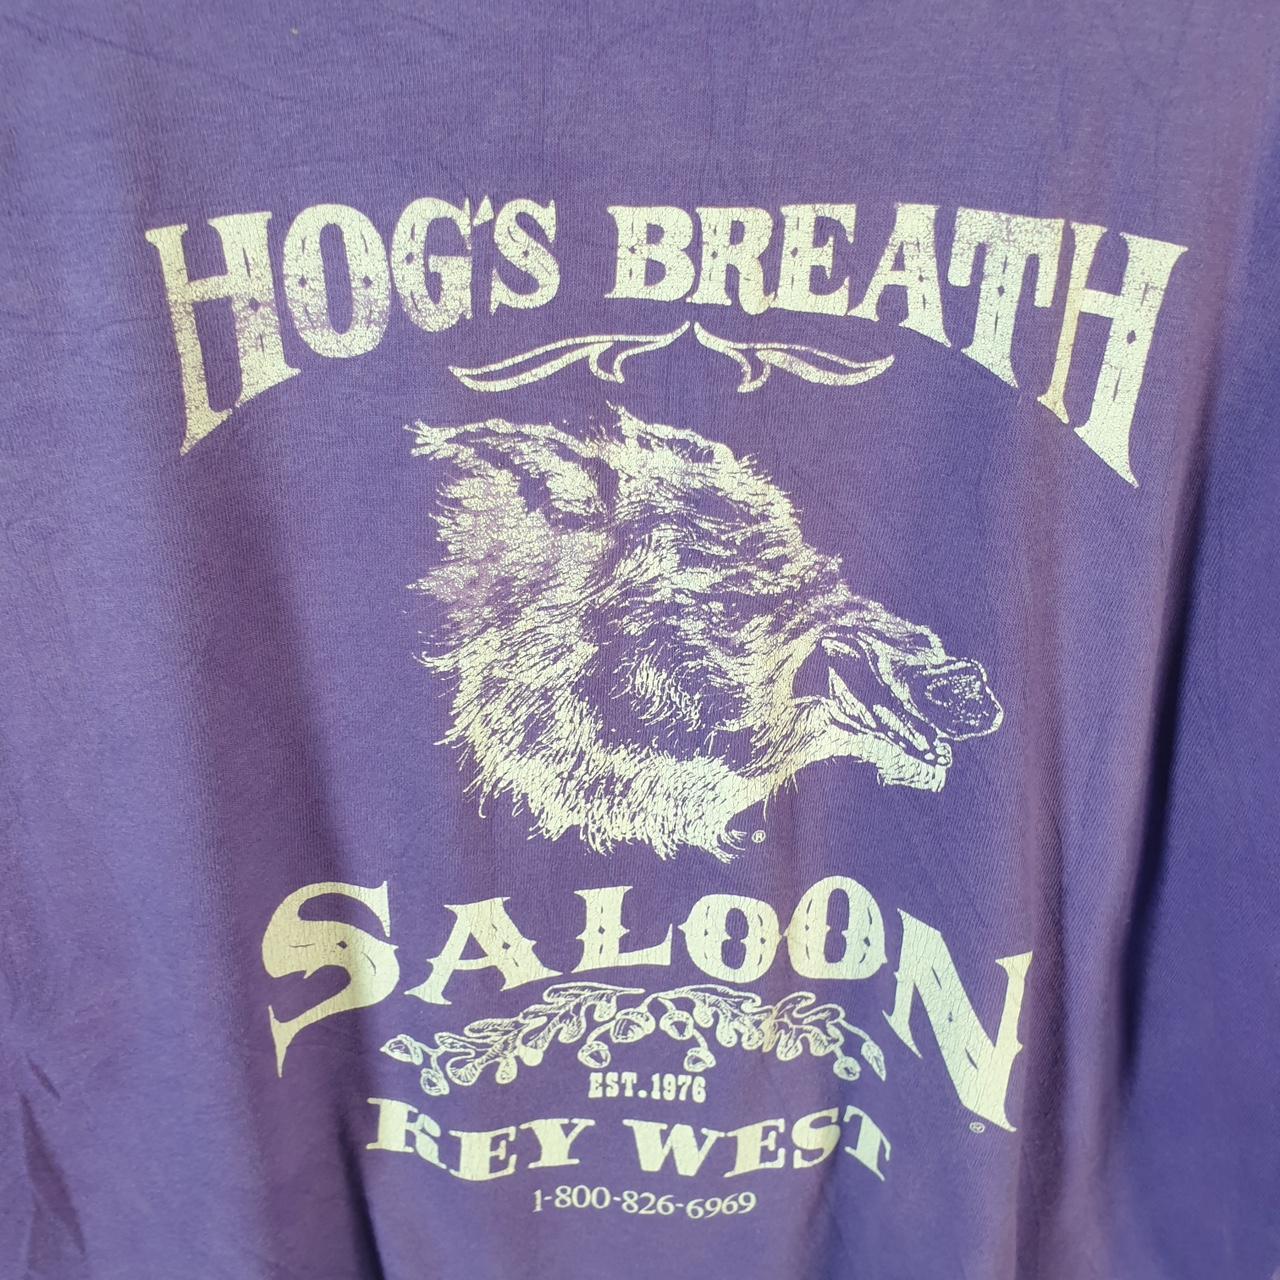 HOG'S BREATH
®
SALOON
®
EST.1976
KEY WEST
1-800-826-6969